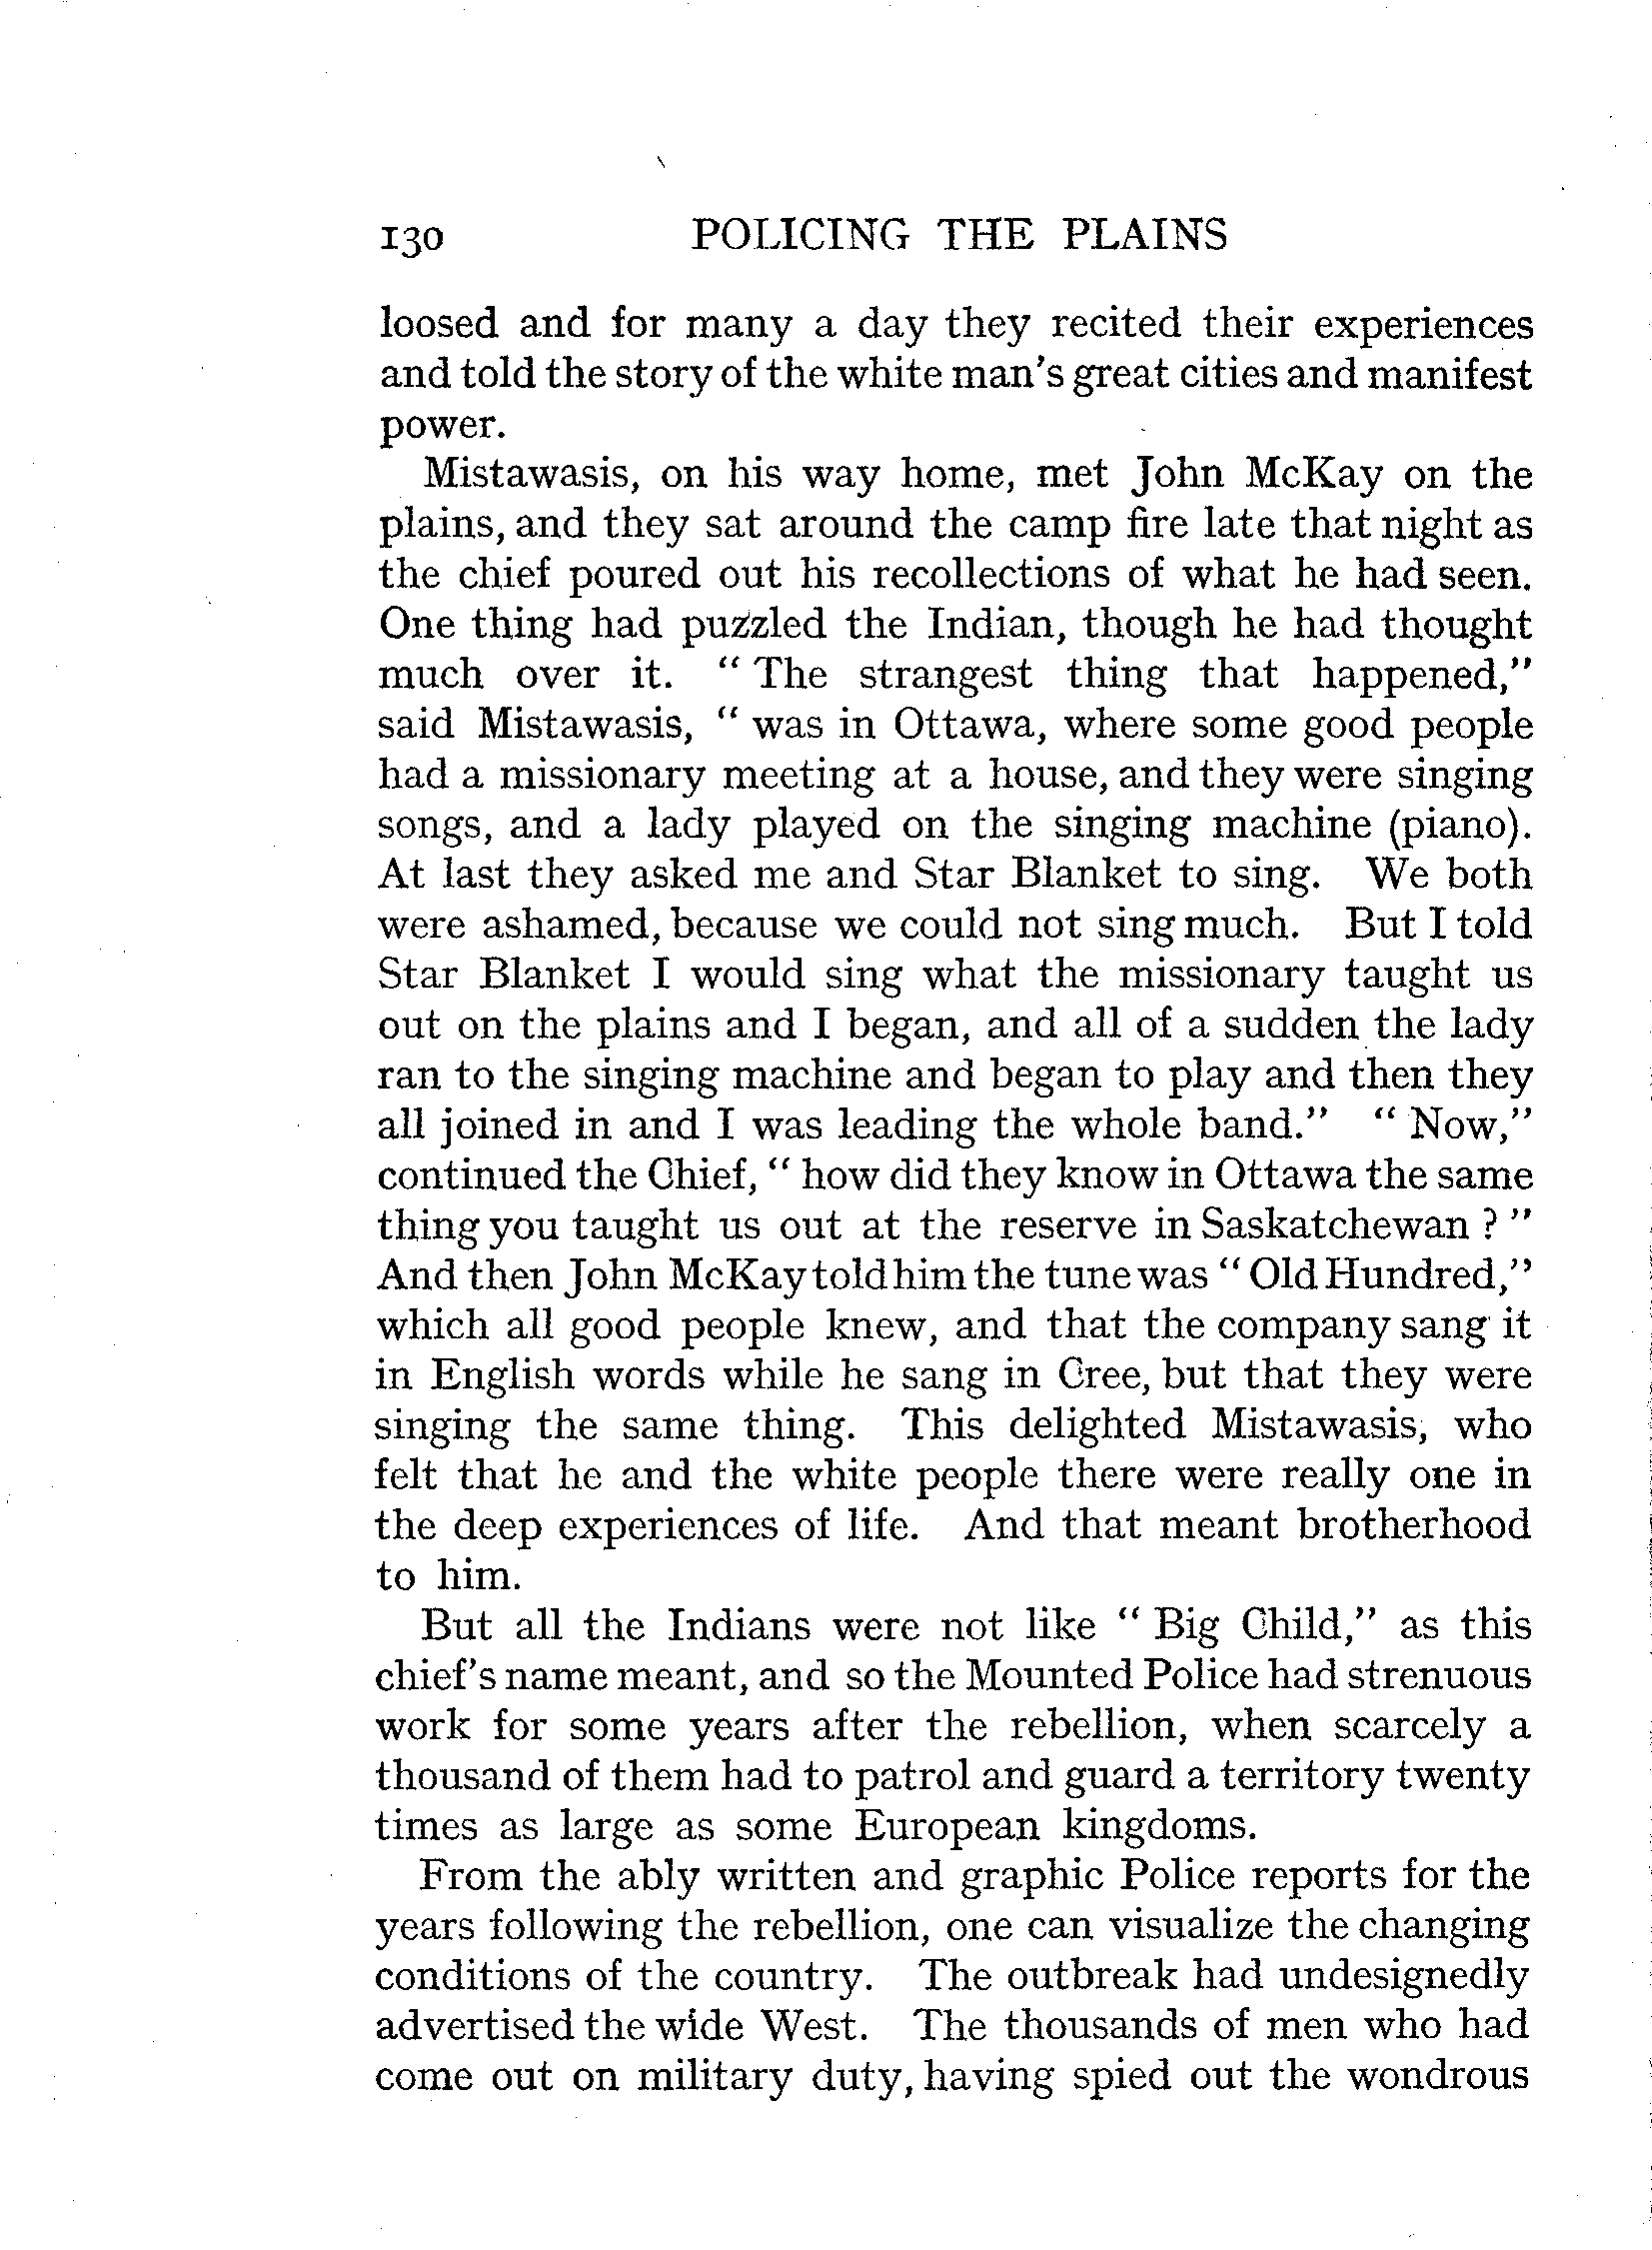 130 POLICING THE PLAINS
loosed and for many a day they recited their experiences
and told the story of the white man's great cities and manifest
power.
Mistawasis, on his way home, met John McKay on the
plains, and they sat around the camp fire late that night as
the chief poured out his recollections of what he had seen.
One thing had puzzled the Indian, though he had thought
much over it. “ The strangest thing that happened,”
said Mistawasis, “ was in Ottawa, where some good people
had a missionary meeting at a house, and they were singing
songs, and a lady played on the singing machine (piano).
At last they asked me and Star Blanket to sing. We both
were ashamed, because we could not sing much. But I told
Star Blanket I would sing what the missionary taught us
out on the plains and I began, and all of a sudden the lady
ran to the singing machine and began to play and then they
all joined in and I was leading the whole band.” “ Now,”
continued the Chief, “ how did they know in Ottawa the same
thing you taught us out at the reserve in Saskatchewan ? ”
And then John McKay told him the tune was “ Old Hundred,”
which all good people knew, and that the company sang it
in English words while he sang in Cree, but that they were
singing the same thing. This delighted Mistawasis, who
felt that he and the white people there were really one in
the deep experiences of life. And that meant brotherhood
to him.
But all the Indians were not like “ Big Child,” as this
chief's name meant, and so the Mounted Police had strenuous
work for some years after the rebellion, when scarcely a
thousand of them had to patrol and guard a territory twenty
times as large as some European kingdoms.
From the ably written and graphic Police reports for the
years following the rebellion, one can visualize the changing
conditions of the country. The outbreak had undesignedly
advertised the wide West. The thousands of men who had
come out on military duty, having spied out the wondrous